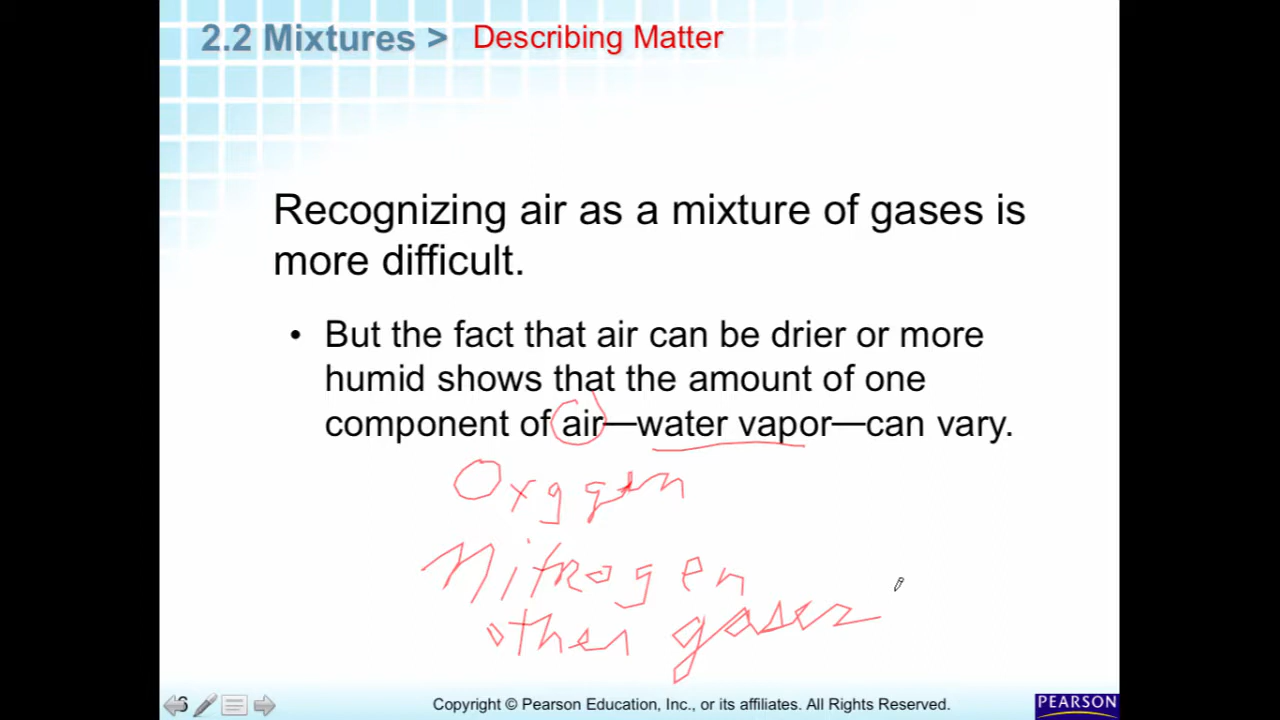 2.2 Mixtures > Describing Matter
Recognizing air as a mixture of gases is
more difficult.
• But the fact that air can be drier or more
humid shows that the amount of one
component of air—water vapor—can vary.
Oxygen
Nitrogen
other gases
6
Copyright © Pearson Education, Inc., or its affiliates. All Rights Reserved.
PEARSON